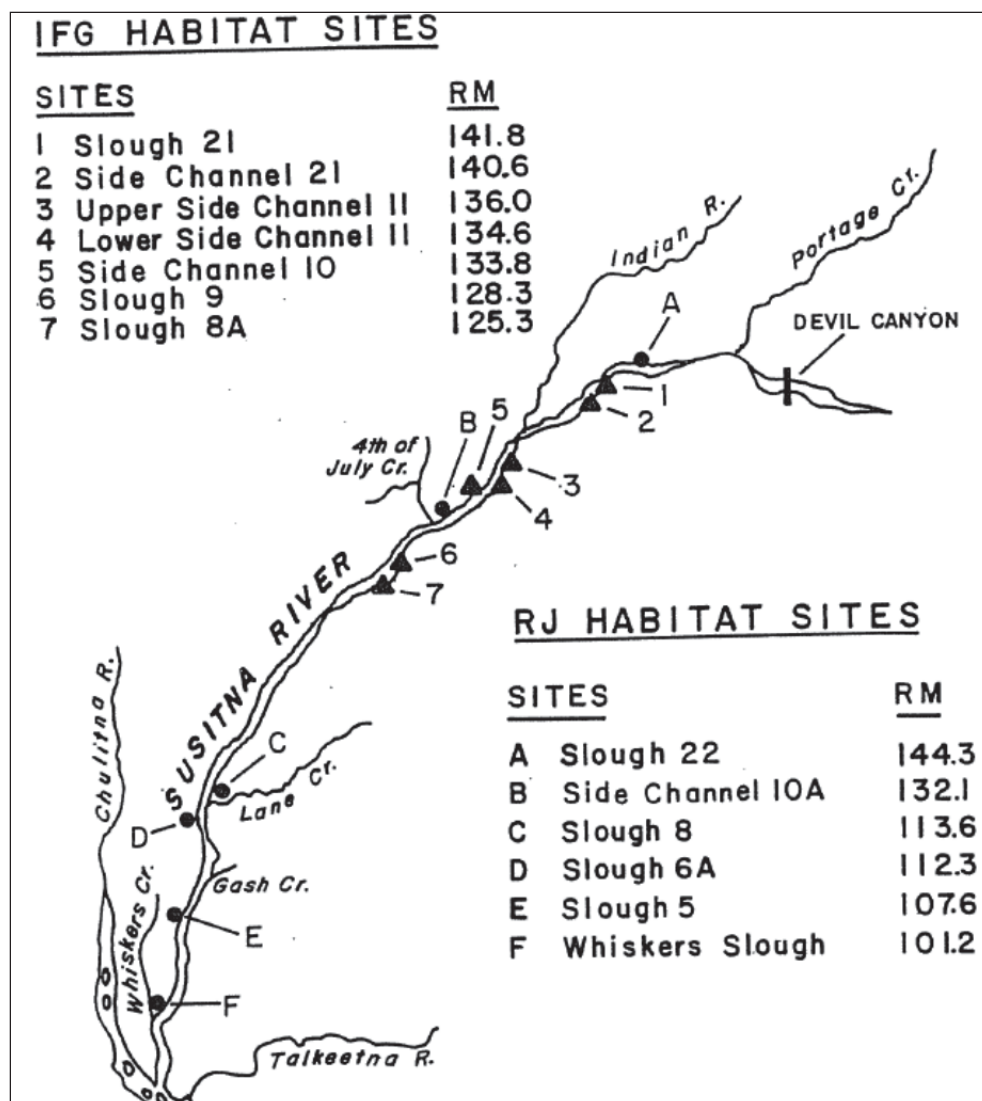 IFG HABITAT SITES
SITES RM
1 Slough 21 141.8
2 Side Channel 21 140.6
3 Upper Side Channel 11 136.0
4 Lower Side Channel 11 134.6
5 Side Channel 10 133.8
6 Slough 9 128.3
7 Slough 8A 125.3
Indian R.
Portage Cr.
A
DEVIL CANYON
1
2
B
5
4th of
July Cr.
3
4
6
7
SUSITNA RIVER
Chulitna R.
C
Lane Cr.
D
Gash Cr.
Whiskers Cr.
E
F
Talkeetna R.
RJ HABITAT SITES
SITES RM
A Slough 22 144.3
B Side Channel 10A 132.1
C Slough 8 113.6
D Slough 6A 112.3
E Slough 5 107.6
F Whiskers Slough 101.2